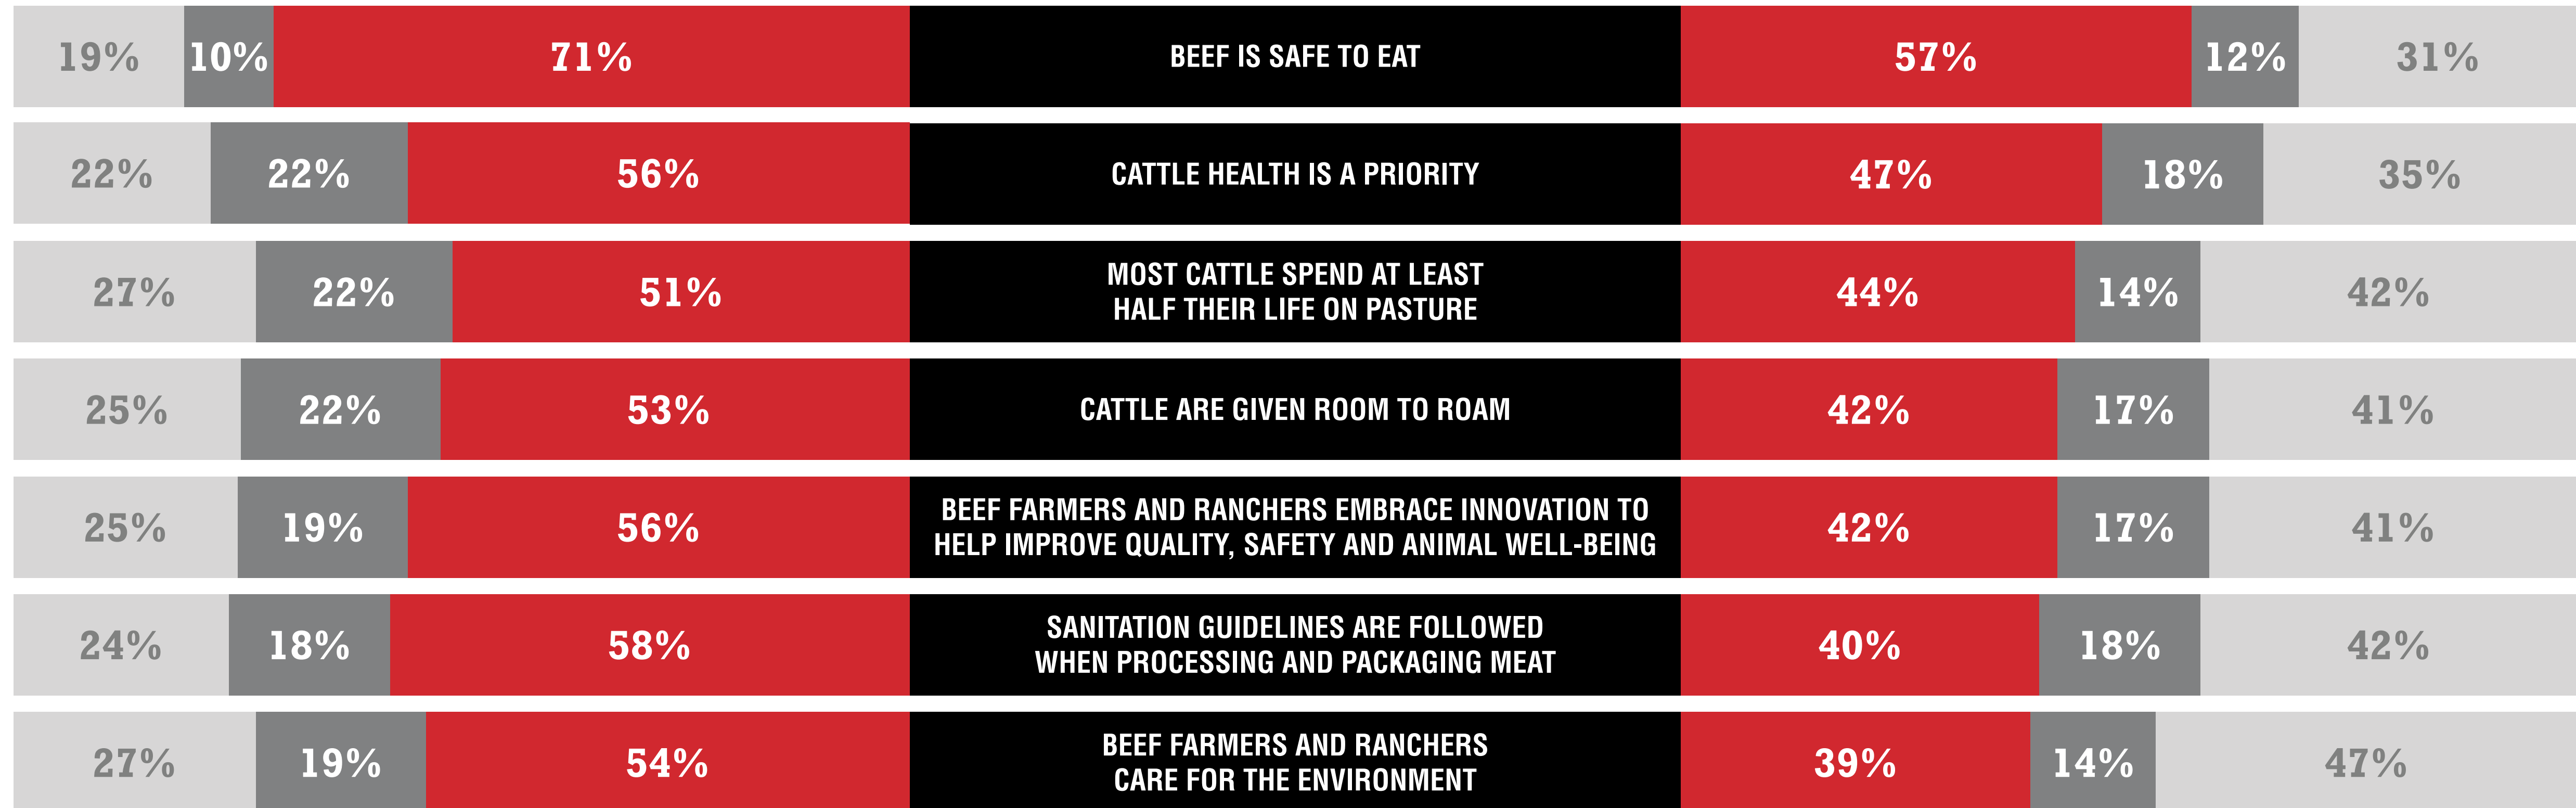 19% 10% 71% BEEF IS SAFE TO EAT 57% 12% 31%
22% 22% 56% CATTLE HEALTH IS A PRIORITY 47% 18% 35%
MOST CATTLE SPEND AT LEAST
27% 22% 51% 44% 14% 42%
HALF THEIR LIFE ON PASTURE
25% 22% 53% CATTLE ARE GIVEN ROOM TO ROAM 42% 17% 41%
BEEF FARMERS AND RANCHERS EMBRACE INNOVATION TO
25% 19% 56% 42% 17% 41%
HELP IMPROVE QUALITY, SAFETY AND ANIMAL WELL-BEING
SANITATION GUIDELINES ARE FOLLOWED
24% 18% 58% 40% 18% 42%
WHEN PROCESSING AND PACKAGING MEAT
BEEF FARMERS AND RANCHERS
27% 19% 54% 39% 14% 47%
CARE FOR THE ENVIRONMENT